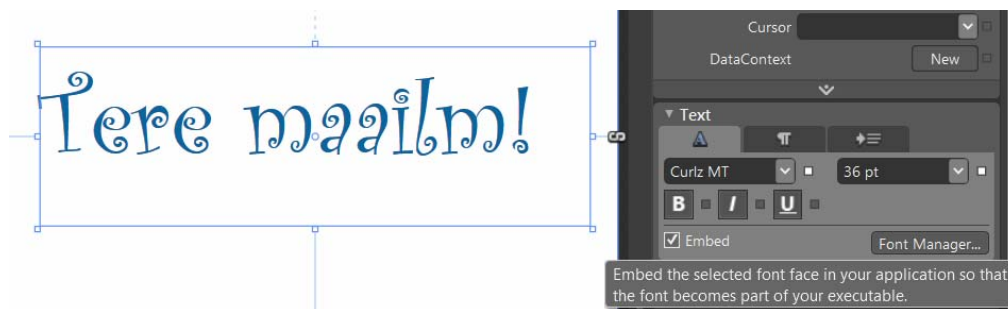 Tere maailm!
Cursor
DataContext New
Text
Curlz MT 36 pt
B I U
Embed Font Manager...
Embed the selected font face in your application so that
the font becomes part of your executable.